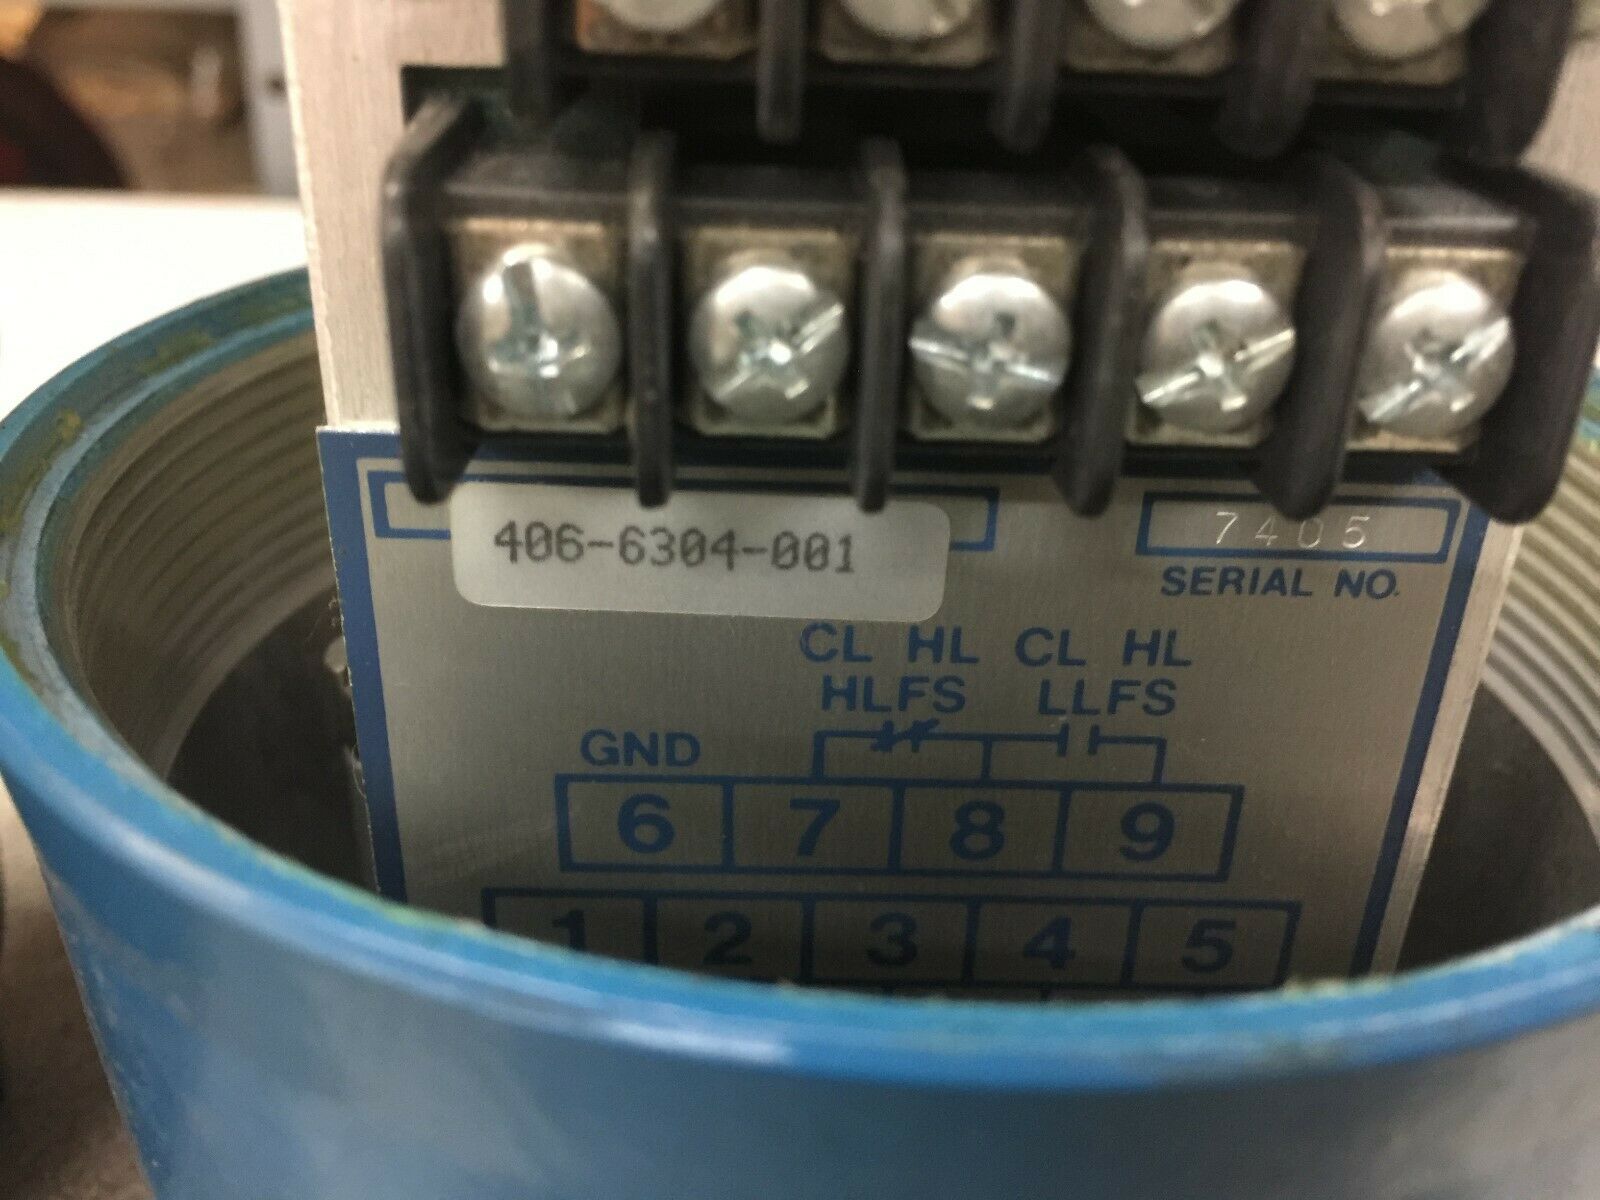 406-6304-001
7405
SERIAL NO.
CL HL CL HL
HLFS LLFS
GND
6 7 8 9
1 2 3 4 5